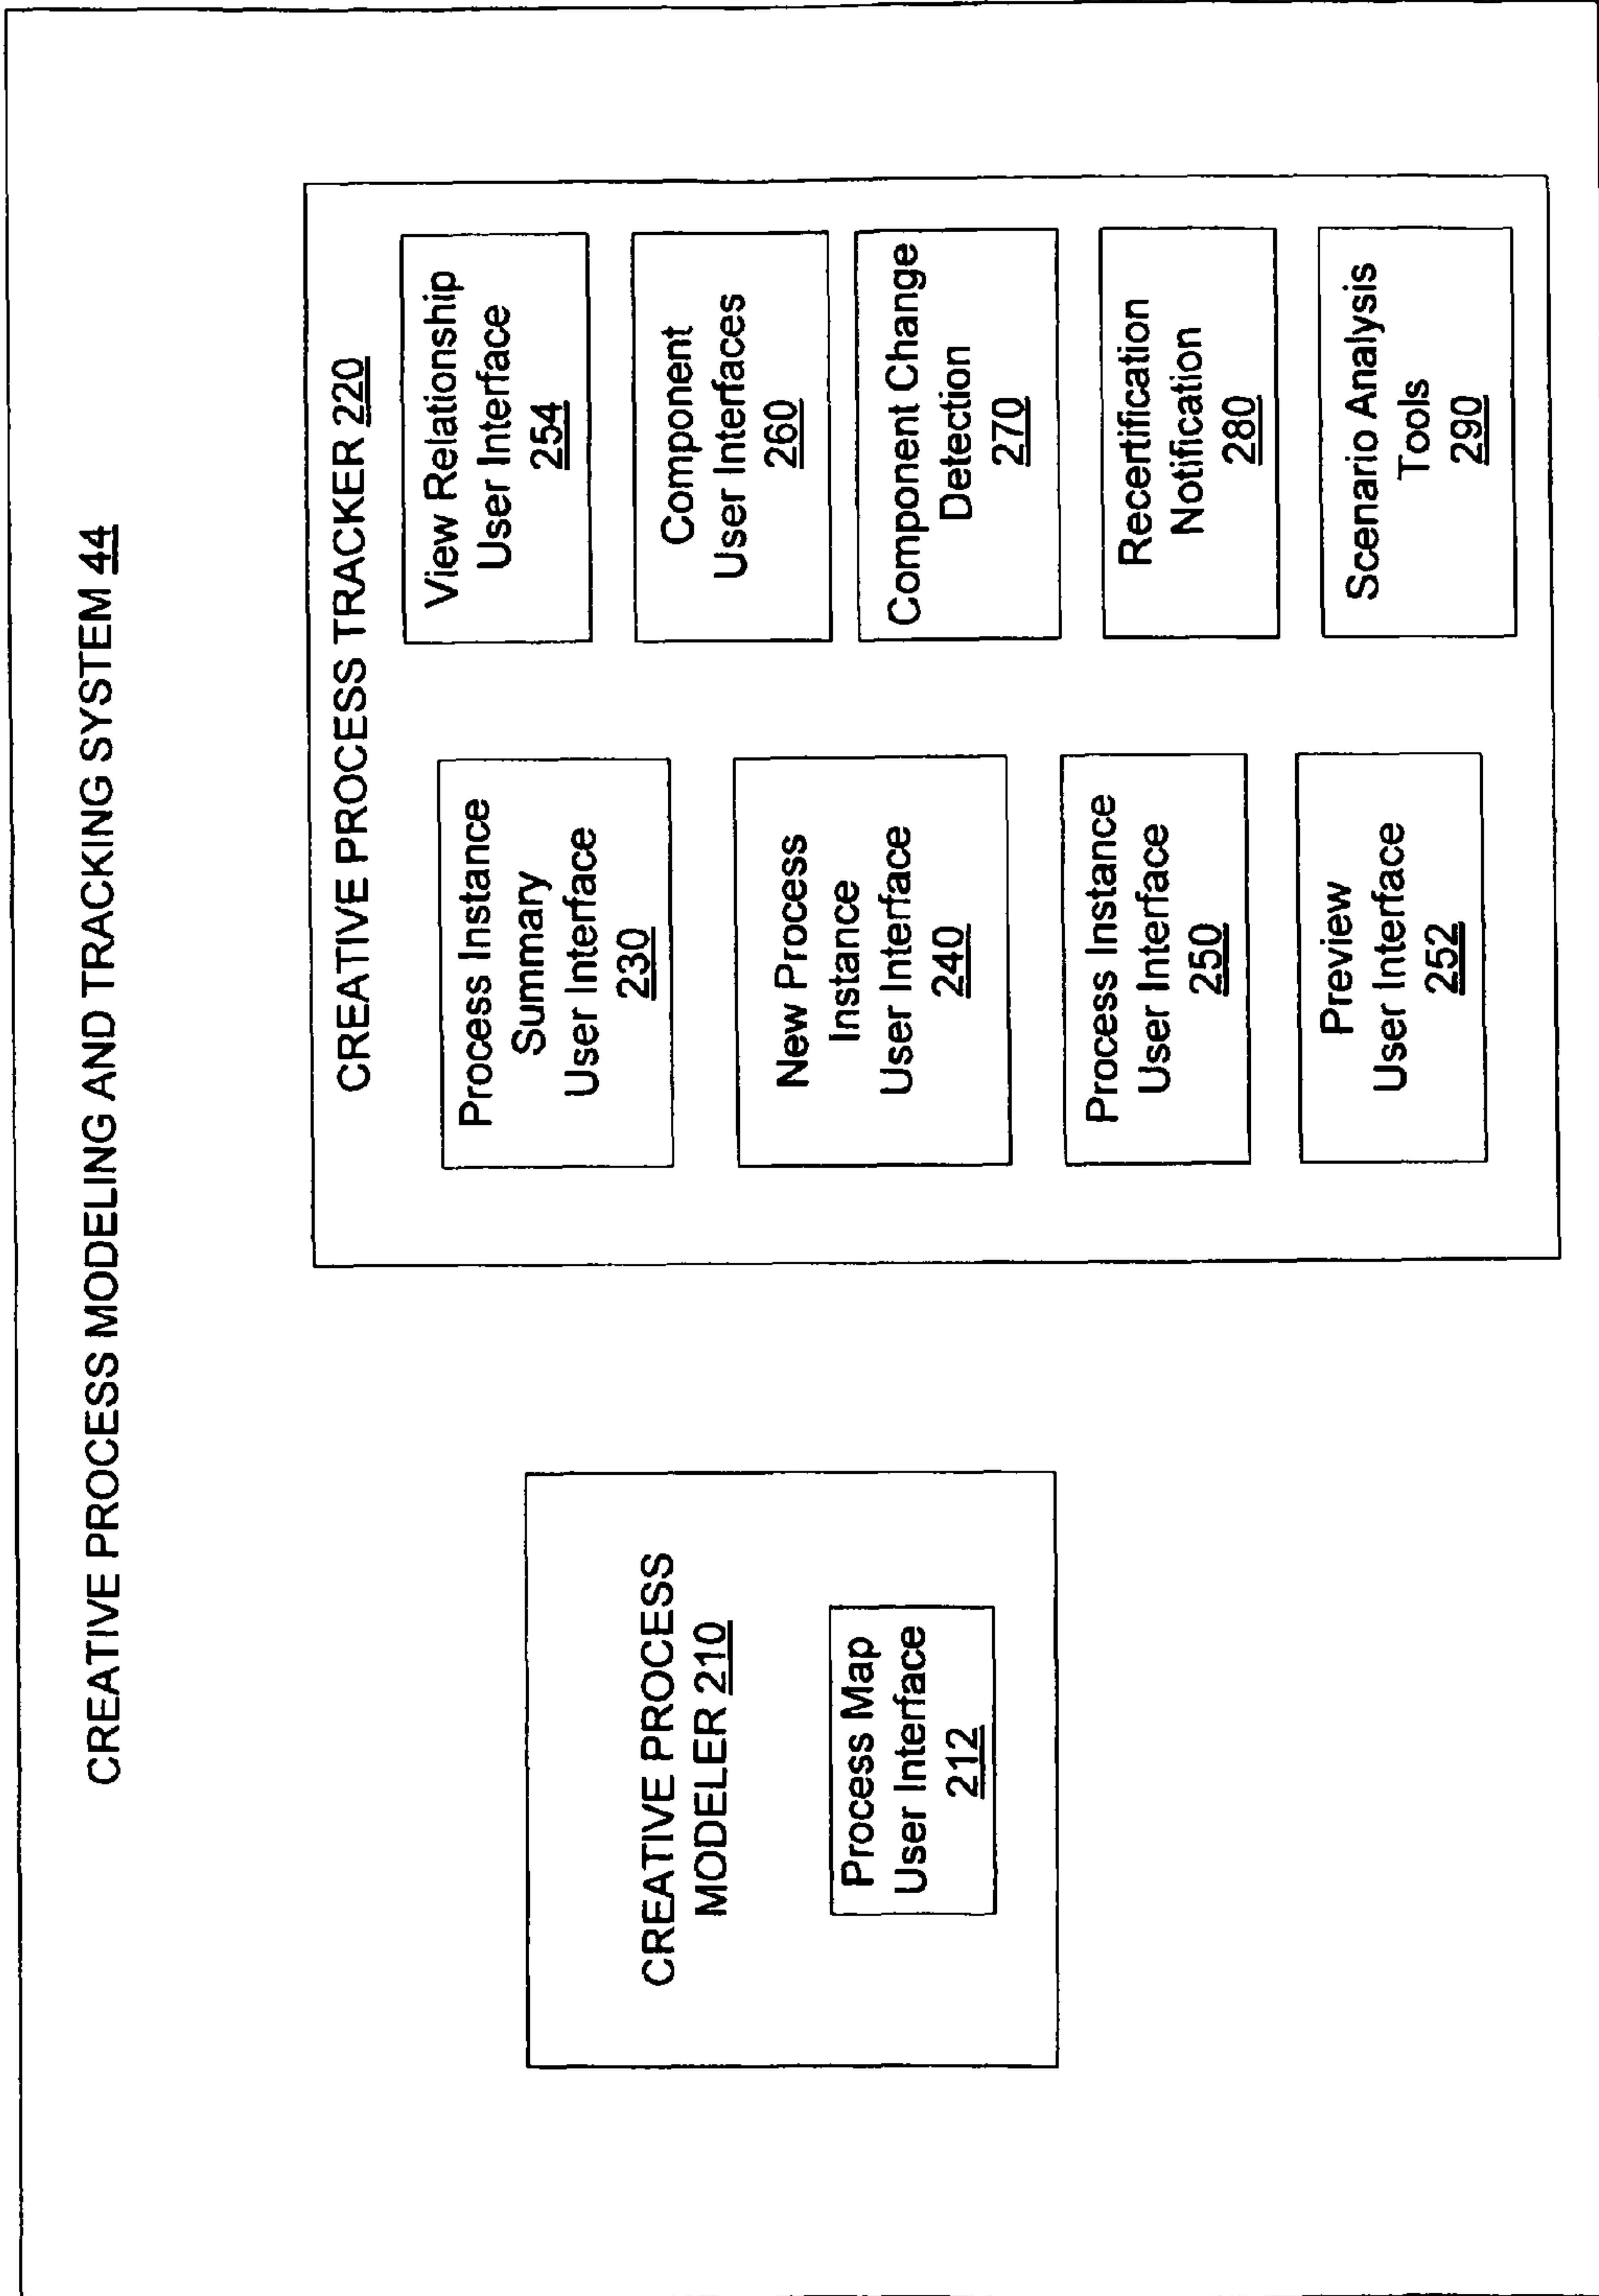 CREATIVE PROCESS MODELING AND TRACKING SYSTEM 44
CREATIVE PROCESS
MODELER 210
Process Map
User Interface
212
CREATIVE PROCESS TRACKER 220
Process Instance
Summary
User Interface
230
New Process
Instance
User Interface
240
Process Instance
User Interface
250
Preview
User Interface
252
View Relationship
User Interface
254
Component
User Interfaces
260
Component Change
Detection
270
Recertification
Notification
280
Scenario Analysis
Tools
290